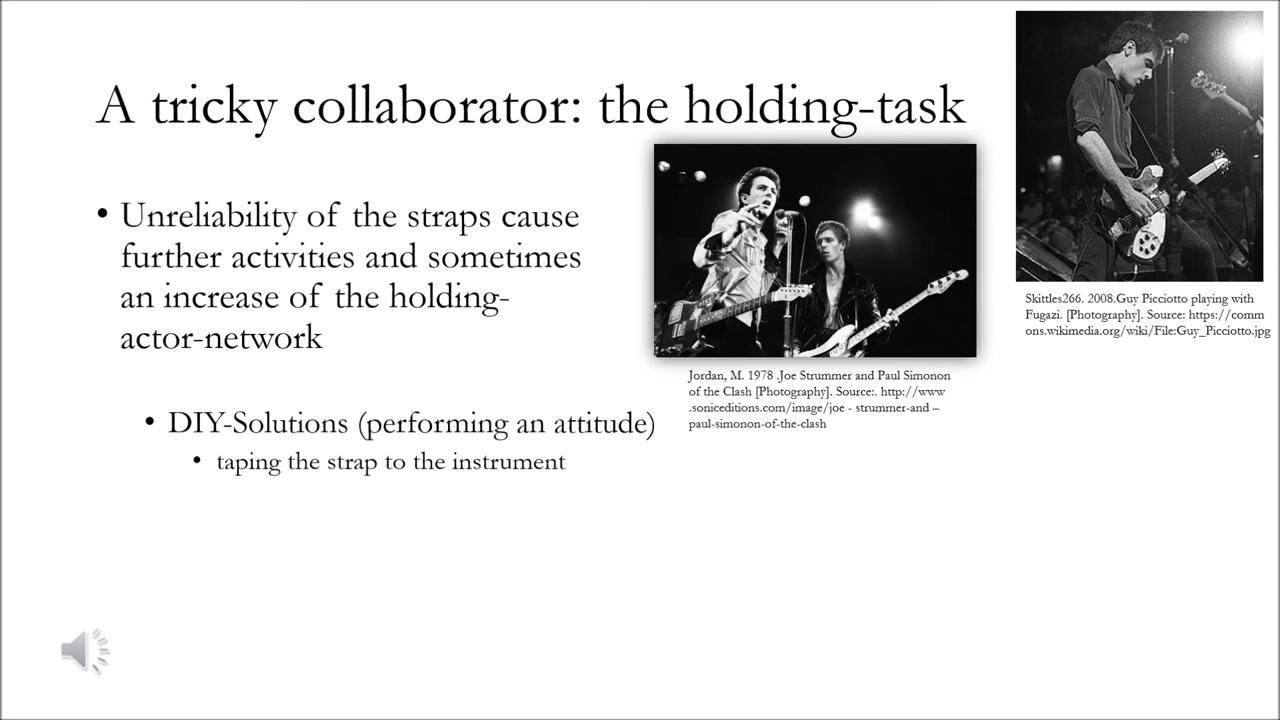 A tricky collaborator: the holding-task
• Unreliability of the straps cause
further activities and sometimes
an increase of the holding-
actor-network
• DIY-Solutions (performing an attitude)
• taping the strap to the instrument
Jordan, M. 1978 .Joe Strummer and Paul Simonon
of the Clash [Photography]. Source:. http://www
.soniceditions.com/image/joe - strummer-and –
paul-simonon-of-the-clash
Skittles266. 2008.Guy Picciotto playing with
Fugazi. [Photography]. Source: https://comm
ons.wikimedia.org/wiki/File:Guy_Picciotto.jpg